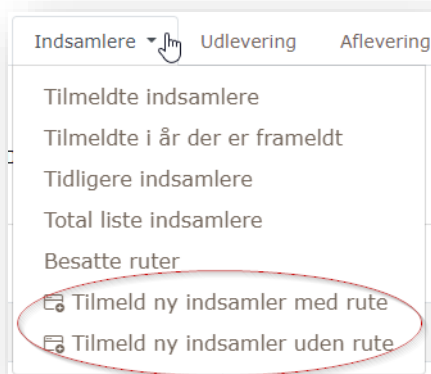 Indsamlere Udlevering Aflevering
Tilmeldte indsamlere
Tilmeldte i år der er frameldt
Tidligere indsamlere
Total liste indsamlere
Besatte ruter
Tilmeld ny indsamler med rute
Tilmeld ny indsamler uden rute